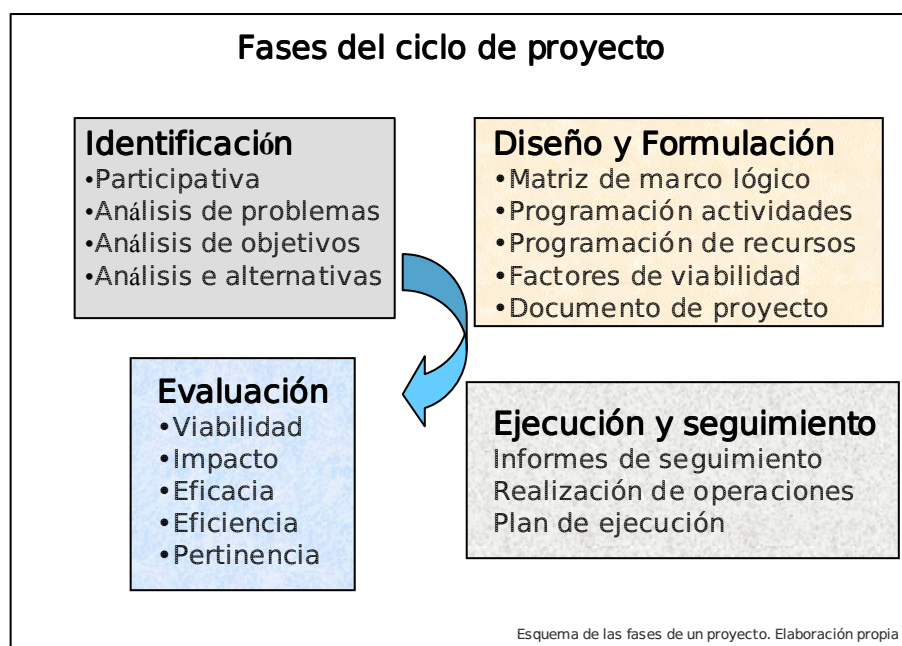 Fases del ciclo de proyecto
Identificación
•Participativa
•Análisis de problemas
•Análisis de objetivos
•Análisis e alternativas
Diseño y Formulación
•Matriz de marco lógico
•Programación actividades
•Programación de recursos
•Factores de viabilidad
•Documento de proyecto
Evaluación
•Viabilidad
•Impacto
•Eficacia
•Eficiencia
•Pertinencia
Ejecución y seguimiento
Informes de seguimiento
Realización de operaciones
Plan de ejecución
Esquema de las fases de un proyecto. Elaboración propia